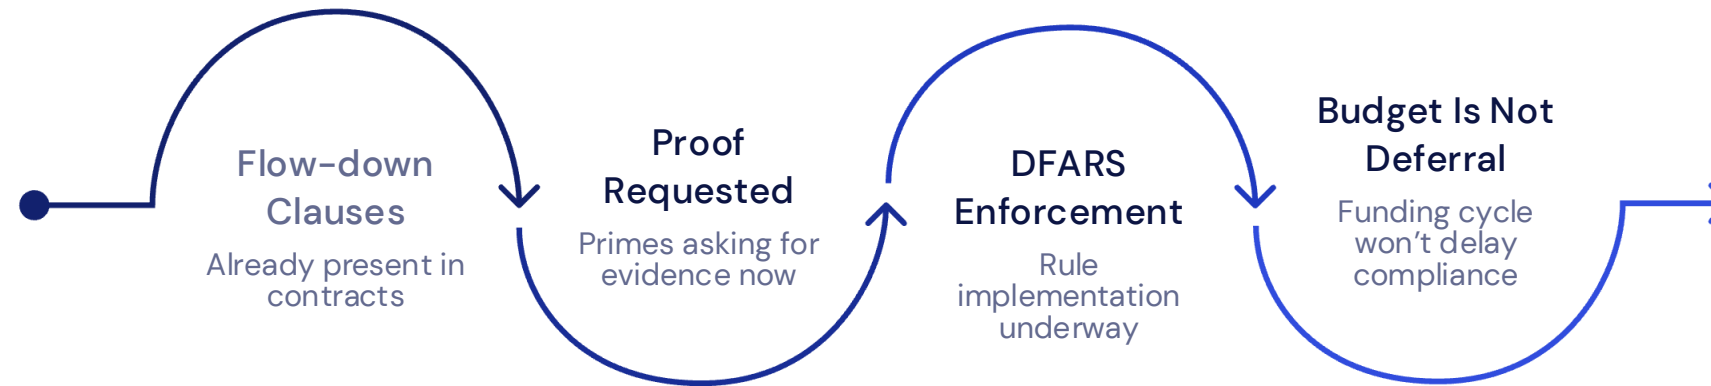 Flow-down
Clauses
Already present in
contracts
Proof
Requested
Primes asking for
evidence now
DFARS
Enforcement
Rule
implementation
underway
Budget Is Not
Deferral
Funding cycle
won’t delay
compliance